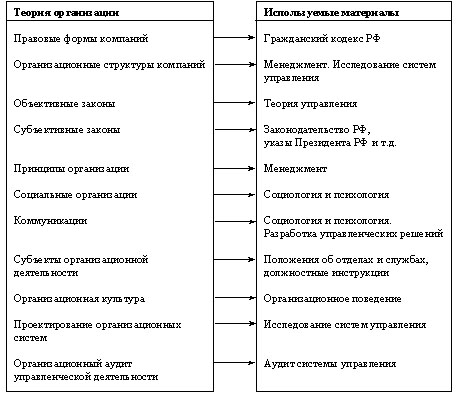 Теория организации
Используемые материалы
Правовые формы компаний
Гражданский кодекс РФ
Организационные структуры компаний
Менеджмент. Исследование систем
управления
Объективные законы
Теория управления
Субъективные законы
Законодательство РФ,
указы Президента РФ и т.д.
Принципы организации
Менеджмент
Социальные организации
Социология и психология
Коммуникации
Социология и психология.
Разработка управленческих решений
Субъекты организационной
деятельности
Положения об отделах и службах,
должностные инструкции
Организационная культура
Организационное поведение
Проектирование организационных
систем
Исследование систем управления
Организационный аудит
управленческой деятельности
Аудит системы управления